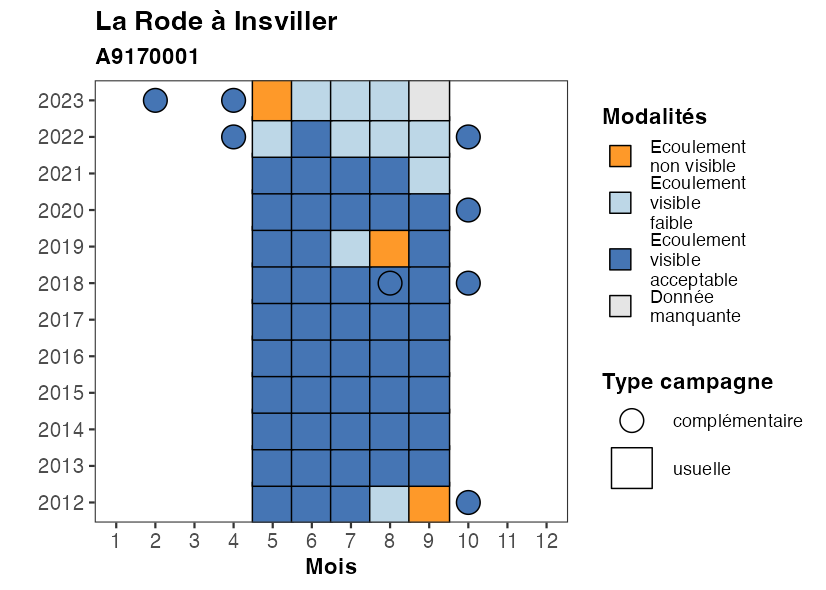 La Rode à Insviller
A9170001
2023
2022
2021
2020
2019
2018
2017
2016
2015
2014
2013
2012
1 2 3 4 5 6 7 8 9 10 11 12
Mois
Modalités
Ecoulement
non visible
Ecoulement
visible
faible
Ecoulement
visible
acceptable
Donnée
manquante
Type campagne
complémentaire
usuelle